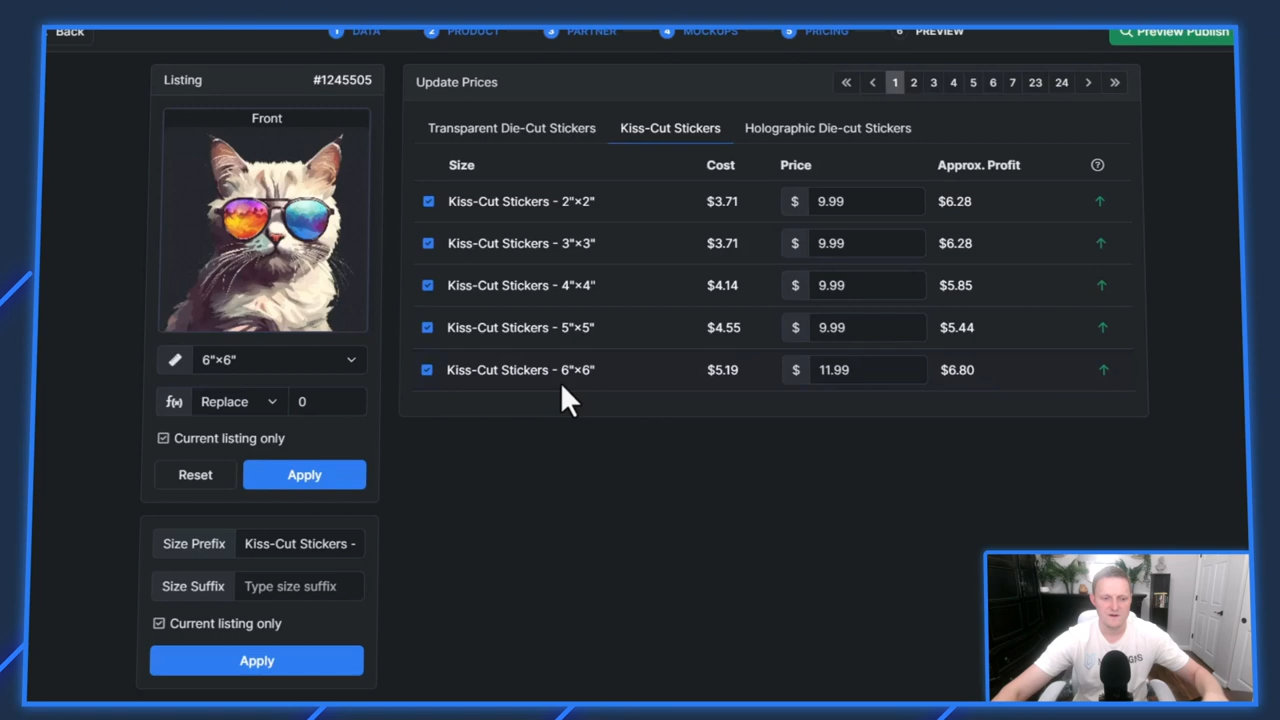 Back
1 DATA 2 PRODUCT 3 PARTNER 4 MOCKUPS 5 PRICING 6 PREVIEW
Preview Publish
Listing #1245505
Front
6"×6"
f(x) Replace 0
Current listing only
Reset Apply
Size Prefix Kiss-Cut Stickers -
Size Suffix Type size suffix
Current listing only
Apply
Update Prices
« ‹ 1 2 3 4 5 6 7 23 24 › »
Transparent Die-Cut Stickers Kiss-Cut Stickers Holographic Die-cut Stickers
Size Cost Price Approx. Profit ?
Kiss-Cut Stickers - 2"×2" $3.71 $ 9.99 $6.28 ↑
Kiss-Cut Stickers - 3"×3" $3.71 $ 9.99 $6.28 ↑
Kiss-Cut Stickers - 4"×4" $4.14 $ 9.99 $5.85 ↑
Kiss-Cut Stickers - 5"×5" $4.55 $ 9.99 $5.44 ↑
Kiss-Cut Stickers - 6"×6" $5.19 $ 11.99 $6.80 ↑